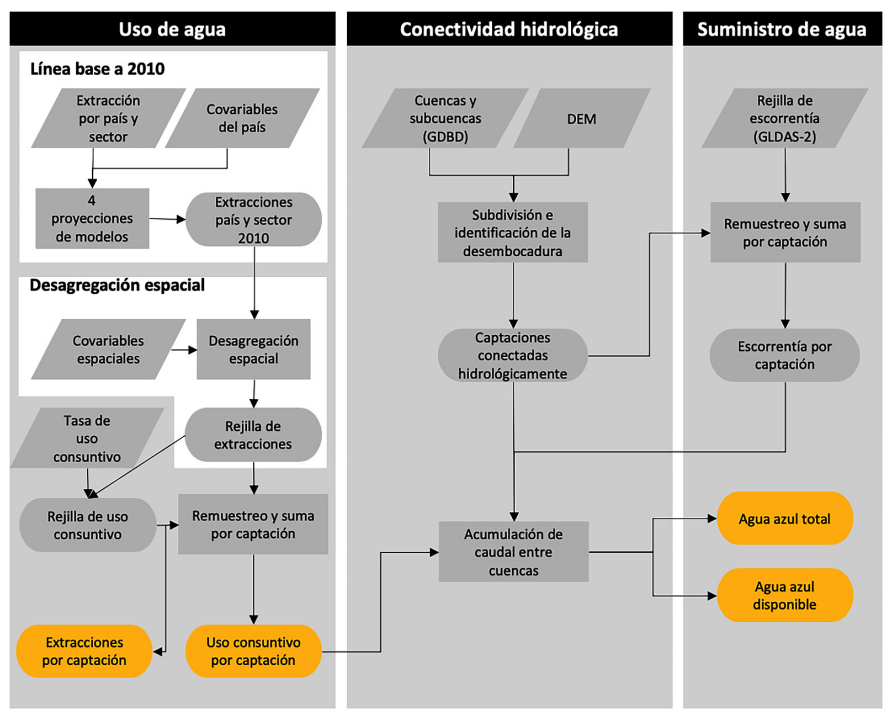 Uso de agua
Línea base a 2010
Extracción
por país y
sector
Covariables
del país
4
proyecciones
de modelos
Extracciones
país y sector
2010
Desagregación espacial
Covariables
espaciales
Desagregación
espacial
Tasa de
uso
consuntivo
Rejilla de
extracciones
Rejilla de uso
consuntivo
Remuestreo y suma
por captación
Extracciones
por captación
Uso consuntivo
por captación
Conectividad hidrológica
Cuencas y
subcuencas
(GDBD)
DEM
Subdivisión e
identificación de la
desembocadura
Captaciones
conectadas
hidrológicamente
Acumulación de
caudal entre
cuencas
Suministro de agua
Rejilla de
escorrentía
(GLDAS-2)
Remuestreo y suma
por captación
Escorrentía por
captación
Agua azul total
Agua azul
disponible